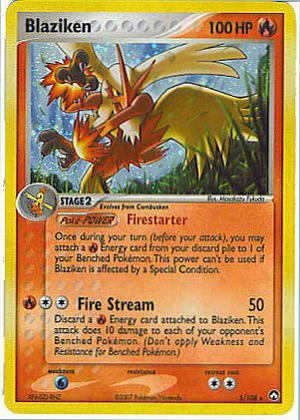 Blaziken 100 HP
Illus. Masakazu Fukuda
STAGE 2 Evolves from Combusken
Poké-POWER Firestarter
Once during your turn (before your attack), you may
attach a Energy card from your discard pile to 1 of
your Benched Pokémon. This power can't be used if
Blaziken is affected by a Special Condition.
Fire Stream 50
Discard a Energy card attached to Blaziken. This
attack does 10 damage to each of your opponent's
Benched Pokémon. (Don't apply Weakness and
Resistance for Benched Pokémon.)
weakness resistance retreat cost
©2007 Pokémon/Nintendo 5/108 ★